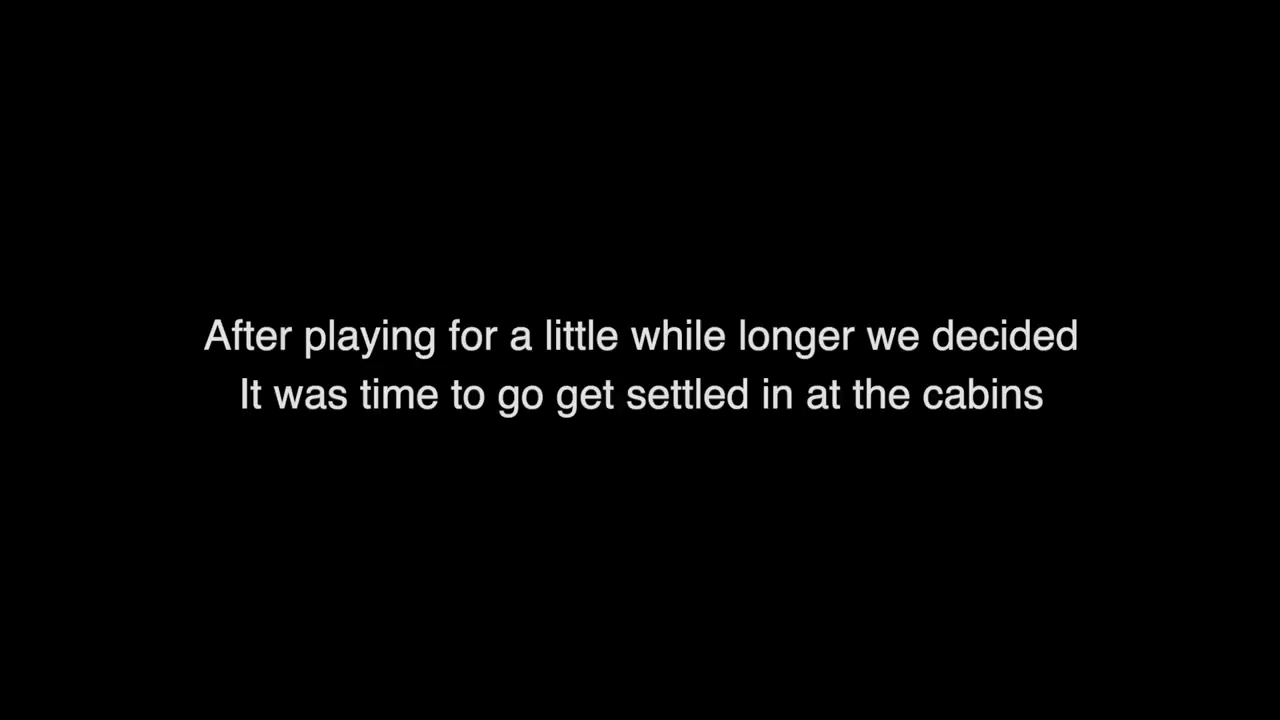 After playing for a little while longer we decided
It was time to go get settled in at the cabins